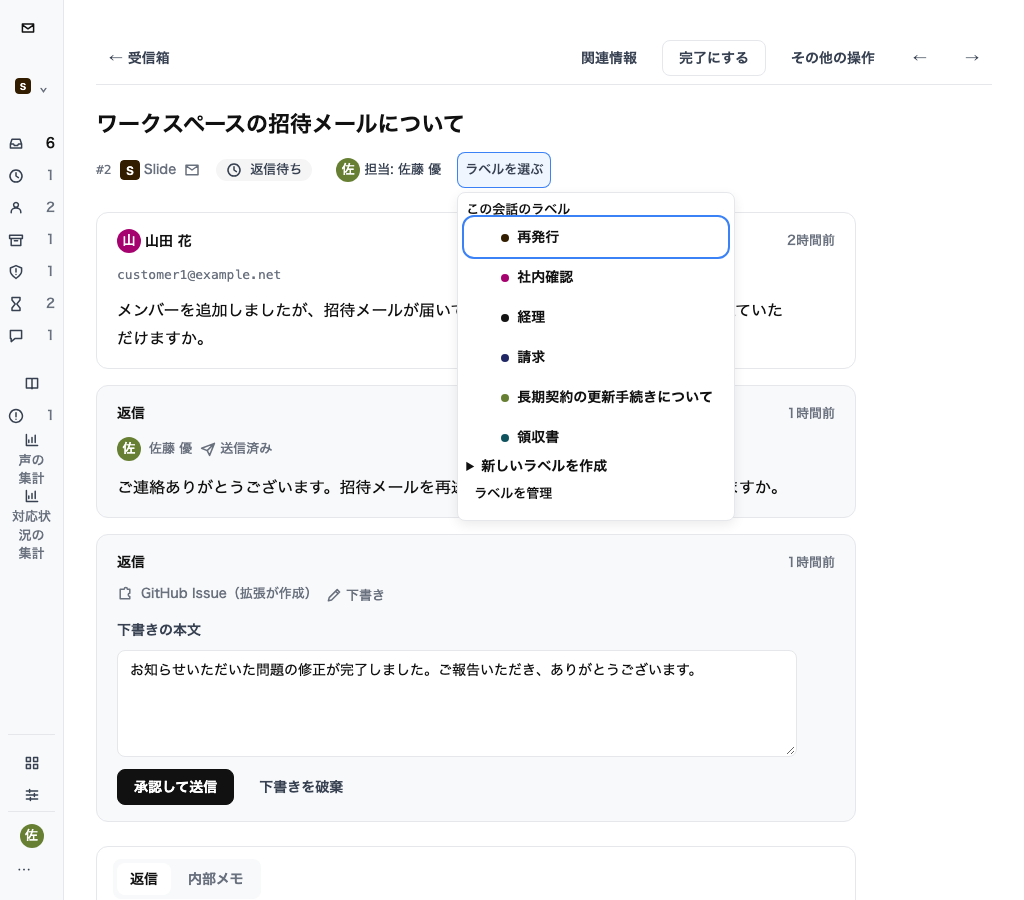 ← 受信箱
関連情報
完了にする
その他の操作
←
→
S
6
1
2
1
1
2
1
1
声の
集計
対応状
況の
集計
佐
…
ワークスペースの招待メールについて
#2 S Slide 返信待ち 佐 担当: 佐藤 優 ラベルを選ぶ
この会話のラベル
再発行
社内確認
経理
請求
長期契約の更新手続きについて
領収書
▶ 新しいラベルを作成
ラベルを管理
山 山田 花 2時間前
customer1@example.net
メンバーを追加しましたが、招待メールが届いて
ていた
だけますか。
返信 1時間前
佐 佐藤 優 送信済み
ご連絡ありがとうございます。招待メールを再送
ますか。
返信 1時間前
GitHub Issue（拡張が作成） 下書き
下書きの本文
お知らせいただいた問題の修正が完了しました。ご報告いただき、ありがとうございます。
承認して送信 下書きを破棄
返信 内部メモ